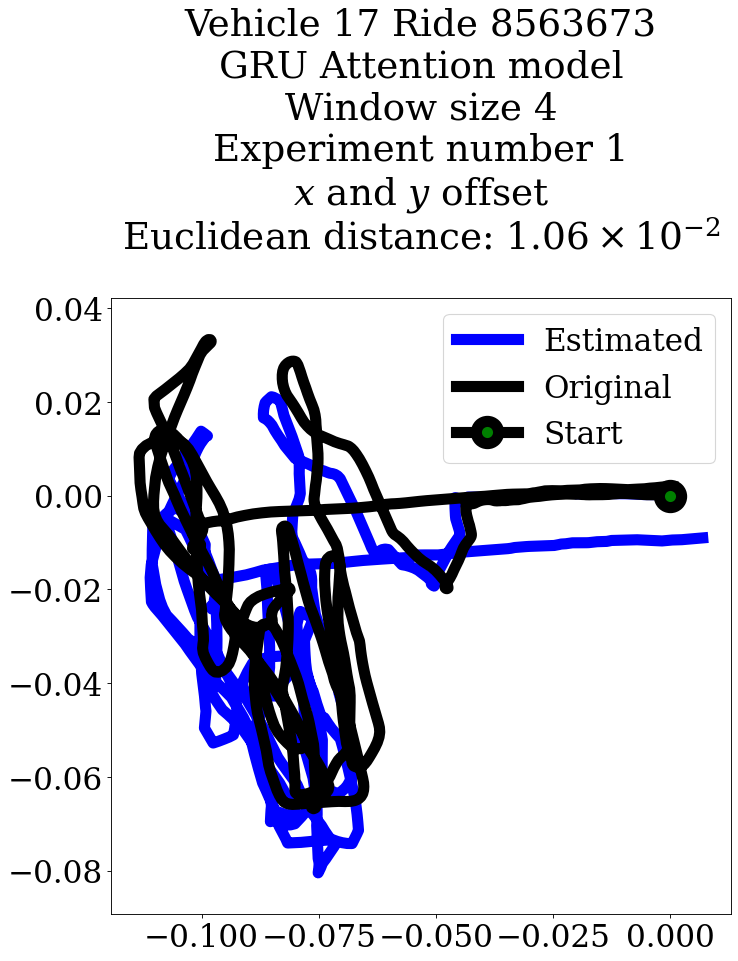 Vehicle 17 Ride 8563673
GRU Attention model
Window size 4
Experiment number 1
x and y offset
Euclidean distance: 1.06 × 10⁻²
Estimated
Original
Start
0.04
0.02
0.00
−0.02
−0.04
−0.06
−0.08
−0.100 −0.075 −0.050 −0.025 0.000